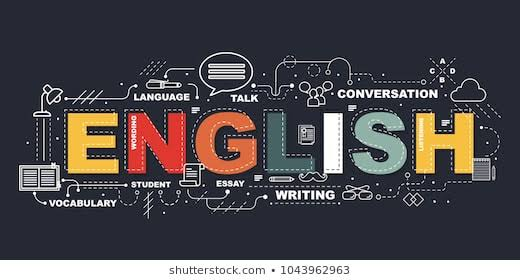 CONVERSATION
A
C B
D
LANGUAGE
TALK
ENGLISH
WORDING
LISTENING
STUDENT
ESSAY
WRITING
VOCABULARY
shutterstock.com • 1043962963